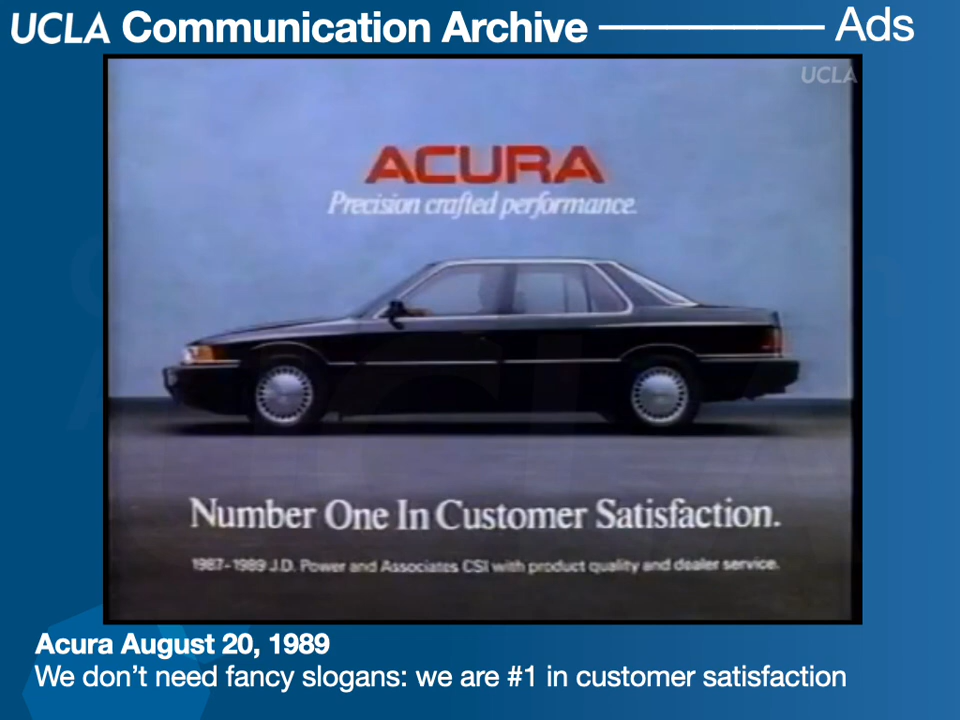 UCLA Communication Archive Ads
UCLA
ACURA
Precision crafted performance.
Number One In Customer Satisfaction.
1987-1989 J.D. Power and Associates CSI with product quality and dealer service.
Acura August 20, 1989
We don't need fancy slogans: we are #1 in customer satisfaction